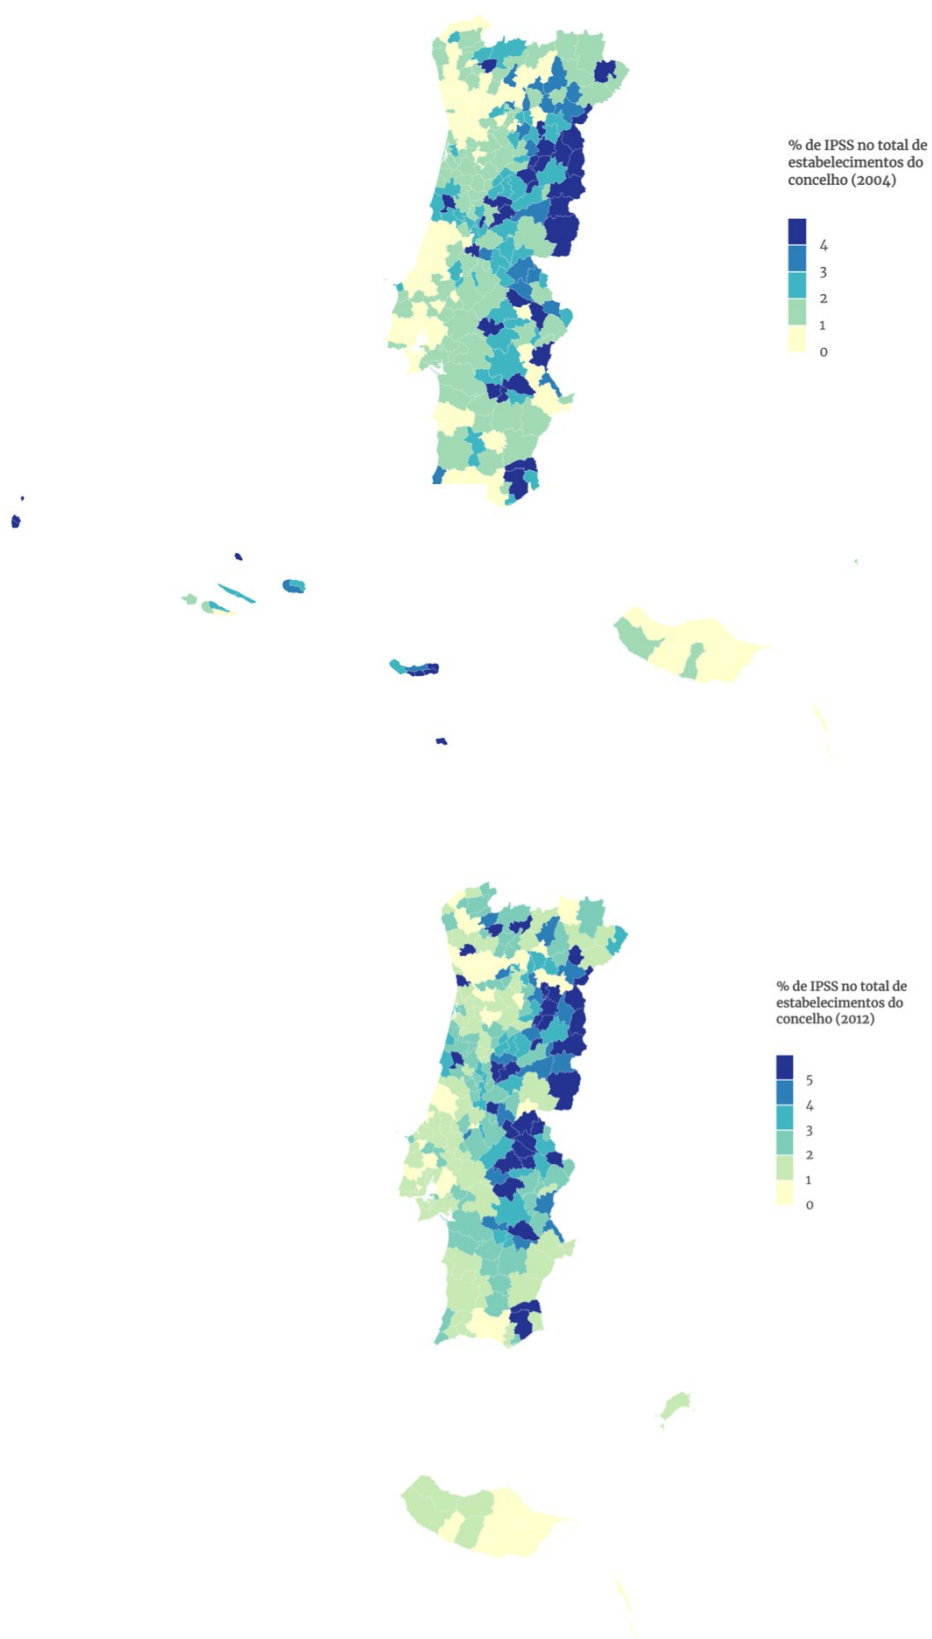 % de IPSS no total de
estabelecimentos do
concelho (2004)
4
3
2
1
0
% de IPSS no total de
estabelecimentos do
concelho (2012)
5
4
3
2
1
0